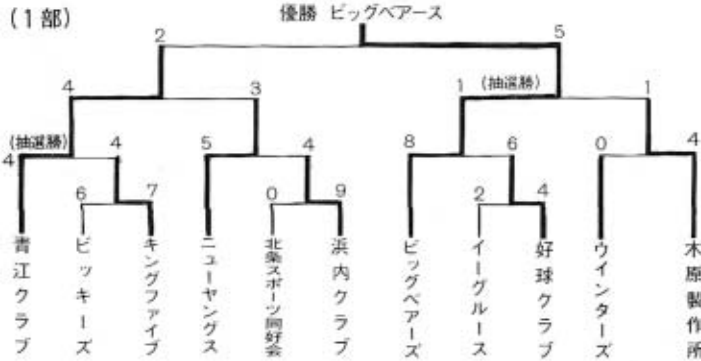 (1部)
優勝 ビッグベアーズ
2
5
4
3
1
(抽選勝)
1
(抽選勝)
4
4
5
4
8
6
0
4
6
7
0
9
2
4
青江クラブ
ビッキーズ
キングファイブ
ニューヤングス
北条スポーツ同好会
浜内クラブ
ビッグベアーズ
イーグルース
好球クラブ
ウインターズ
木原製作所